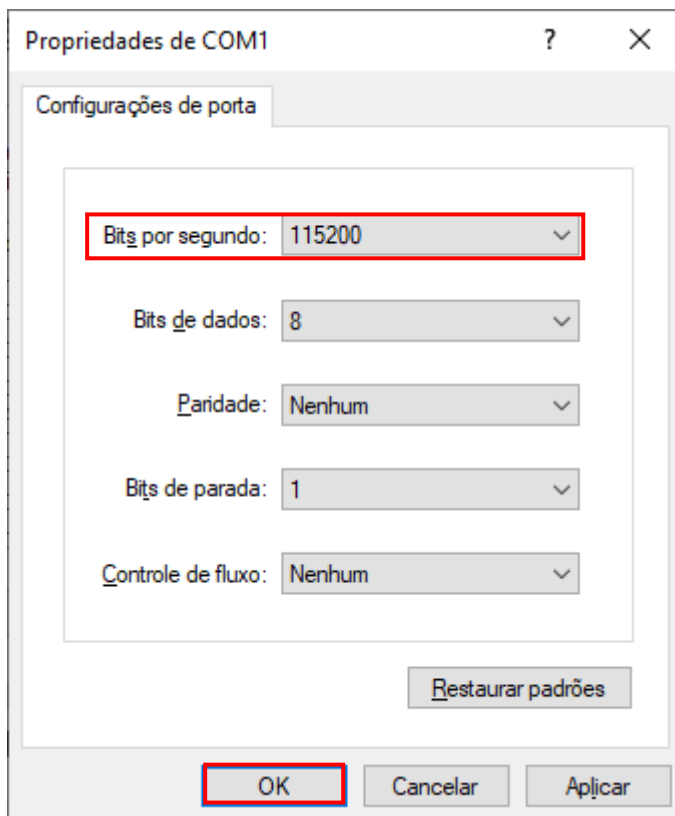 Propriedades de COM1 ?
Configurações de porta
Bits por segundo: 115200
Bits de dados: 8
Paridade: Nenhum
Bits de parada: 1
Controle de fluxo: Nenhum
Restaurar padrões
OK Cancelar Aplicar